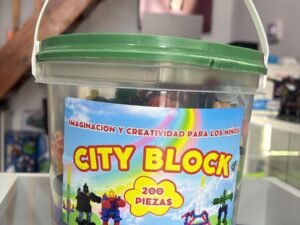 IMAGINACION Y CREATIVIDAD PARA LOS NIÑOS
CITY BLOCK
200
PIEZAS